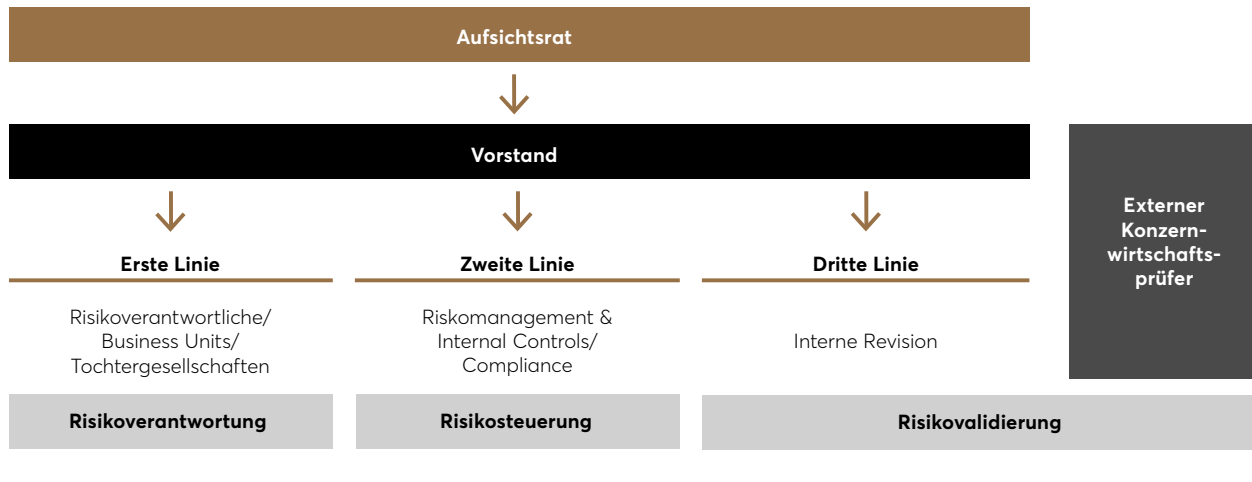 Aufsichtsrat
Vorstand
Erste Linie
Risikoverantwortliche/
Business Units/
Tochtergesellschaften
Risikoverantwortung
Zweite Linie
Riskomanagement &
Internal Controls/
Compliance
Risikosteuerung
Dritte Linie
Interne Revision
Externer
Konzern-
wirtschafts-
prüfer
Risikovalidierung